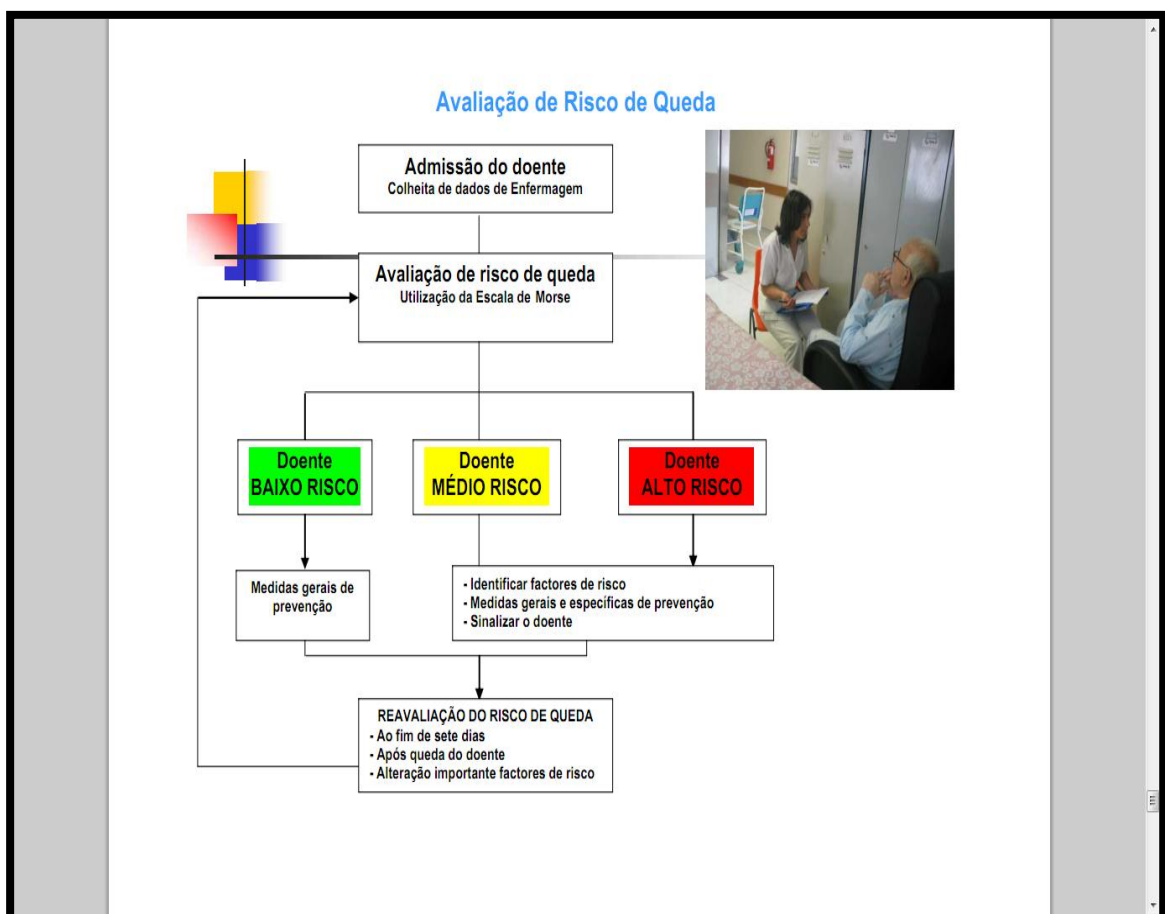 Avaliação de Risco de Queda
Admissão do doente
Colheita de dados de Enfermagem
Avaliação de risco de queda
Utilização da Escala de Morse
Doente
BAIXO RISCO
Doente
MÉDIO RISCO
Doente
ALTO RISCO
Medidas gerais de
prevenção
- Identificar factores de risco
- Medidas gerais e específicas de prevenção
- Sinalizar o doente
REAVALIAÇÃO DO RISCO DE QUEDA
- Ao fim de sete dias
- Após queda do doente
- Alteração importante factores de risco